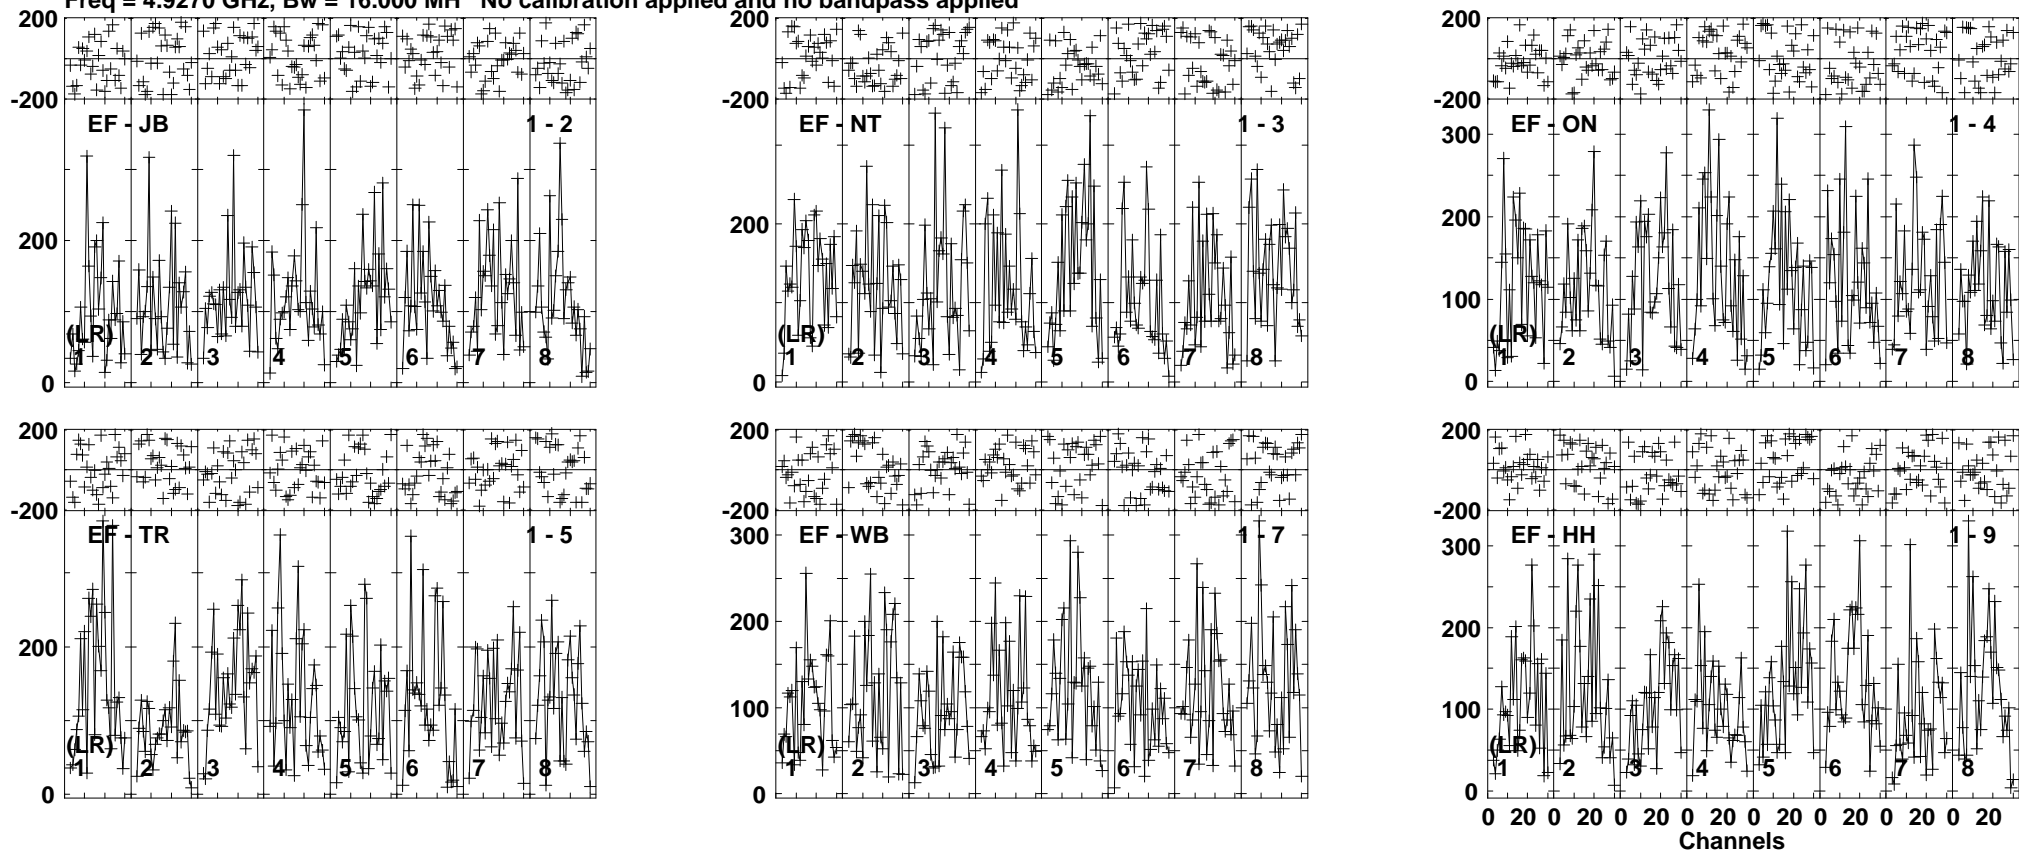 Freq = 4.9270 GHz, Bw = 16.000 MH No calibration applied and no bandpass applied
200
-200
EF - JB 1 - 2
200
(LR)
1 2 3 4 5 6 7 8
0
200
-200
EF - NT 1 - 3
200
(LR)
1 2 3 4 5 6 7 8
0
200
-200
EF - ON 1 - 4
300
200
100
(LR)
1 2 3 4 5 6 7 8
0
200
-200
EF - TR 1 - 5
200
(LR)
1 2 3 4 5 6 7 8
0
200
-200
EF - WB 1 - 7
300
200
100
(LR)
1 2 3 4 5 6 7 8
0
200
-200
EF - HH 1 - 9
300
200
100
(LR)
1 2 3 4 5 6 7 8
0
0 20 0 20 0 20 0 20 0 20 0 20 0 20 0 20
Channels